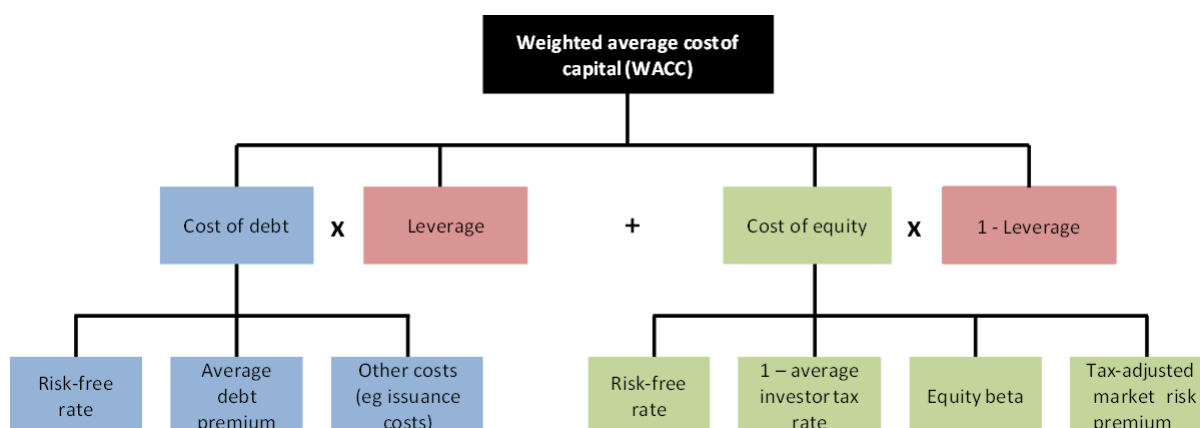 Weighted average cost of
capital (WACC)
Cost of debt
x
Leverage
+
Cost of equity
x
1 - Leverage
Risk-free
rate
Average
debt
premium
Other costs
(eg issuance
costs)
Risk-free
rate
1 – average
investor tax
rate
Equity beta
Tax-adjusted
market risk
premium